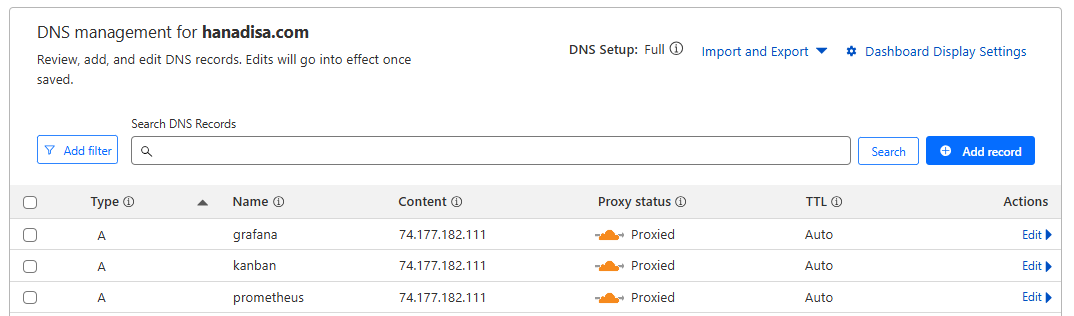 DNS management for hanadisa.com
Review, add, and edit DNS records. Edits will go into effect once
saved.
DNS Setup: Full
Import and Export
Dashboard Display Settings
Search DNS Records
Add filter
Search
Add record
Type Name Content Proxy status TTL Actions
A grafana 74.177.182.111 Proxied Auto Edit
A kanban 74.177.182.111 Proxied Auto Edit
A prometheus 74.177.182.111 Proxied Auto Edit